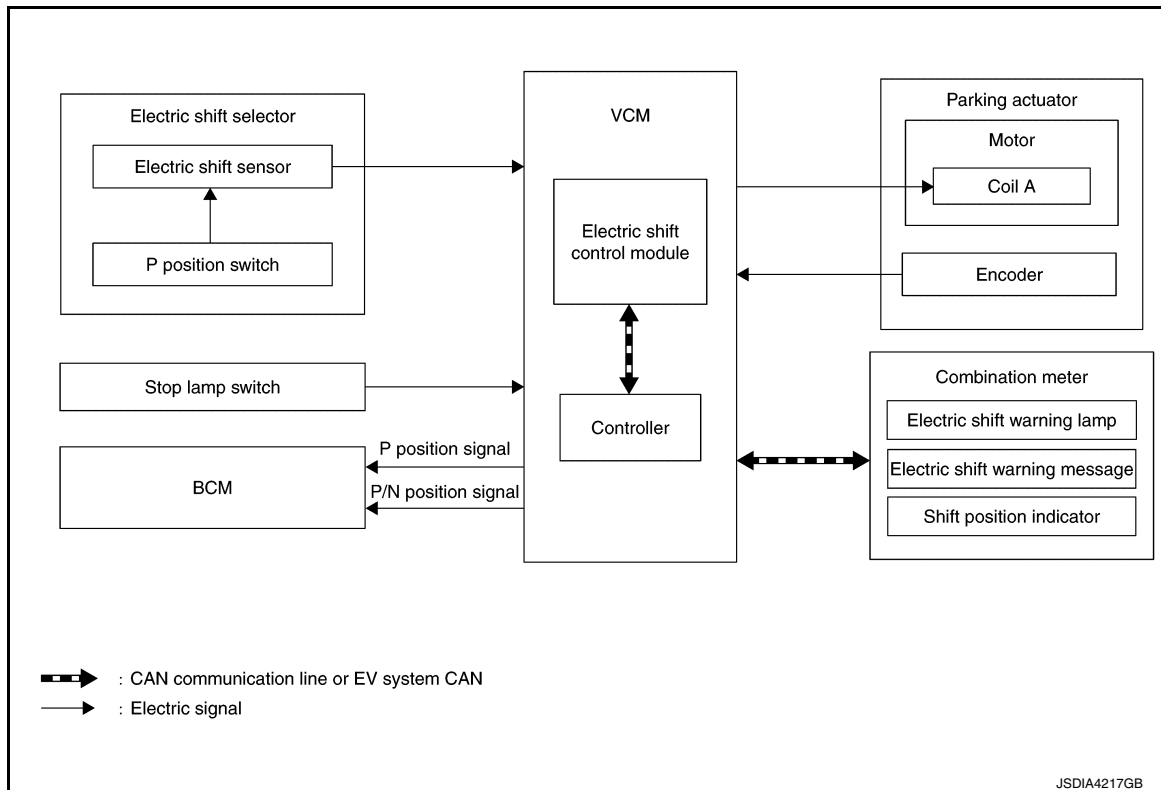 Electric shift selector
Electric shift sensor
P position switch
Stop lamp switch
BCM
P position signal
P/N position signal
VCM
Electric shift
control module
Controller
Parking actuator
Motor
Coil A
Encoder
Combination meter
Electric shift warning lamp
Electric shift warning message
Shift position indicator
: CAN communication line or EV system CAN
: Electric signal
JSDIA4217GB